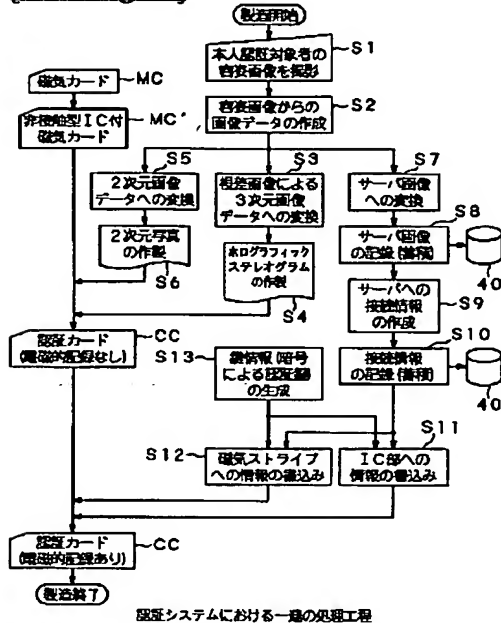 製造開始
本人認証対象者の
容姿画像を撮影
S1
磁気カード
MC
容姿画像からの
画像データの作成
S2
非接触型IC付
磁気カード
MC'
S5
2次元画像
データへの変換
S3
視差画像による
3次元画像
データへの変換
S7
サーバ画像
への変換
S8
2次元写真
の作製
S6
サーバ画像
の記録(蓄積)
40
ホログラフィック
ステレオグラム
の作製
S4
S9
サーバへの
接続情報
の作成
認証カード
(電磁的記録なし)
CC
S13
鍵情報(暗号
による認証鍵)
の生成
S10
接続情報
の記録(蓄積)
40
S12
磁気ストライプ
への情報の書込み
S11
IC部への
情報の書込み
認証カード
(電磁的記録あり)
CC
製造終了
認証システムにおける一連の処理工程